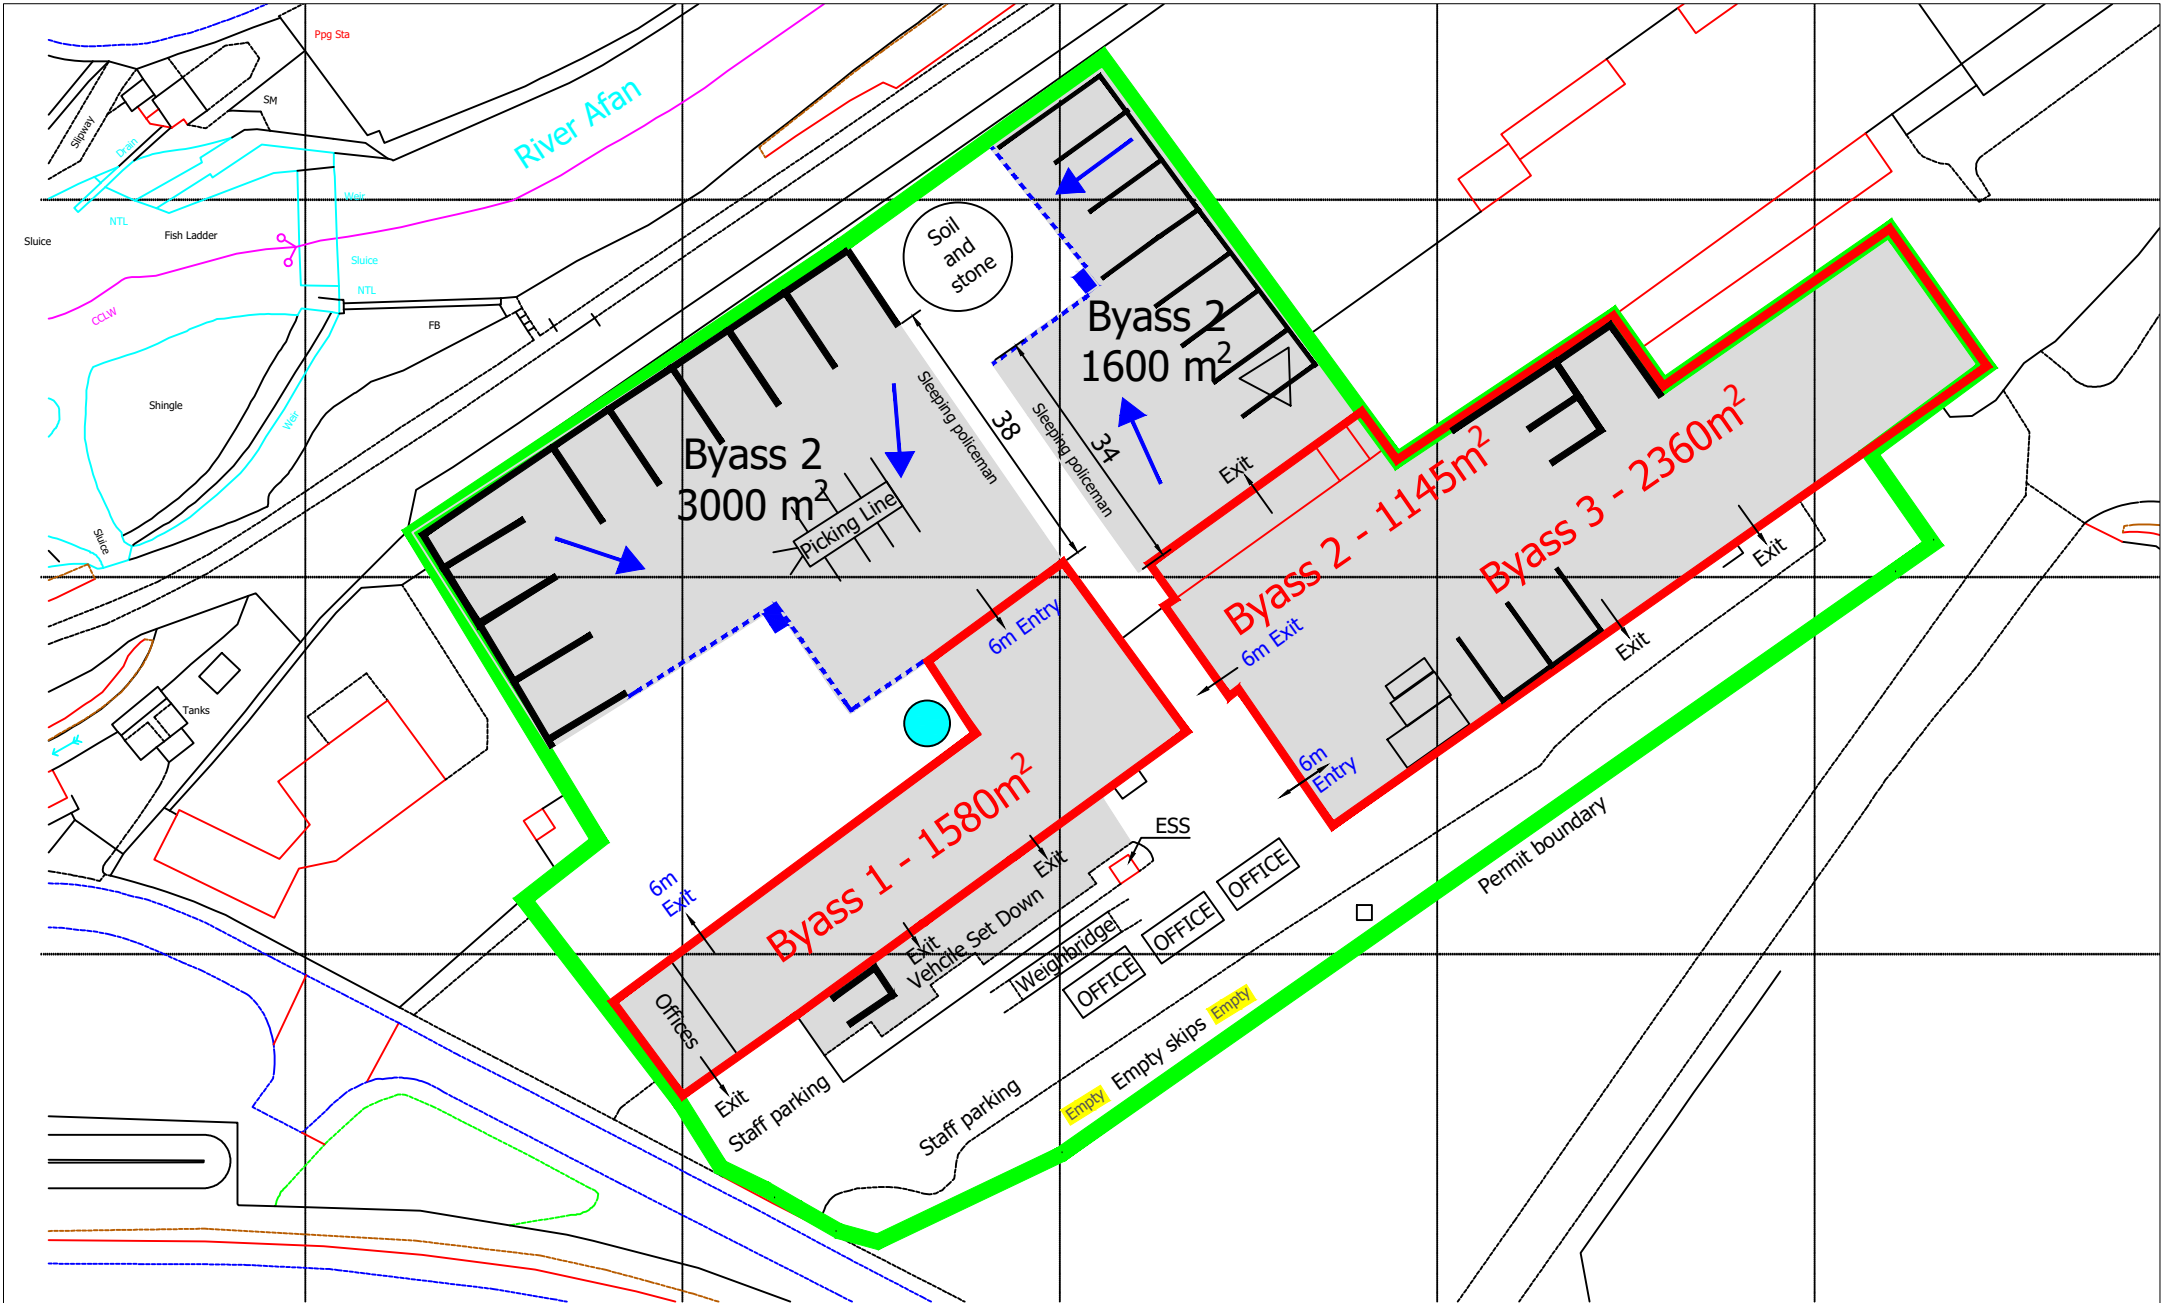 Ppg Sta
SM
Slipway
Drain
River Afan
Weir
NTL
Fish Ladder
Sluice
Sluice
NTL
CCLW
FB
Shingle
Weir
Sluice
Tanks
Soil
and
stone
Byass 2
1600 m²
Sleeping policeman
38
Sleeping policeman
34
Byass 2
3000 m²
Picking Line
Exit
Byass 2 - 1145m²
Byass 3 - 2360m²
Exit
Exit
6m Entry
6m Exit
6m
Entry
Byass 1 - 1580m²
ESS
Exit
6m
Exit
Exit
Vehcile Set Down
Weighbridge
OFFICE
OFFICE
OFFICE
Permit boundary
Offices
Exit
Staff parking
Staff parking
Empty
Empty skips
Empty